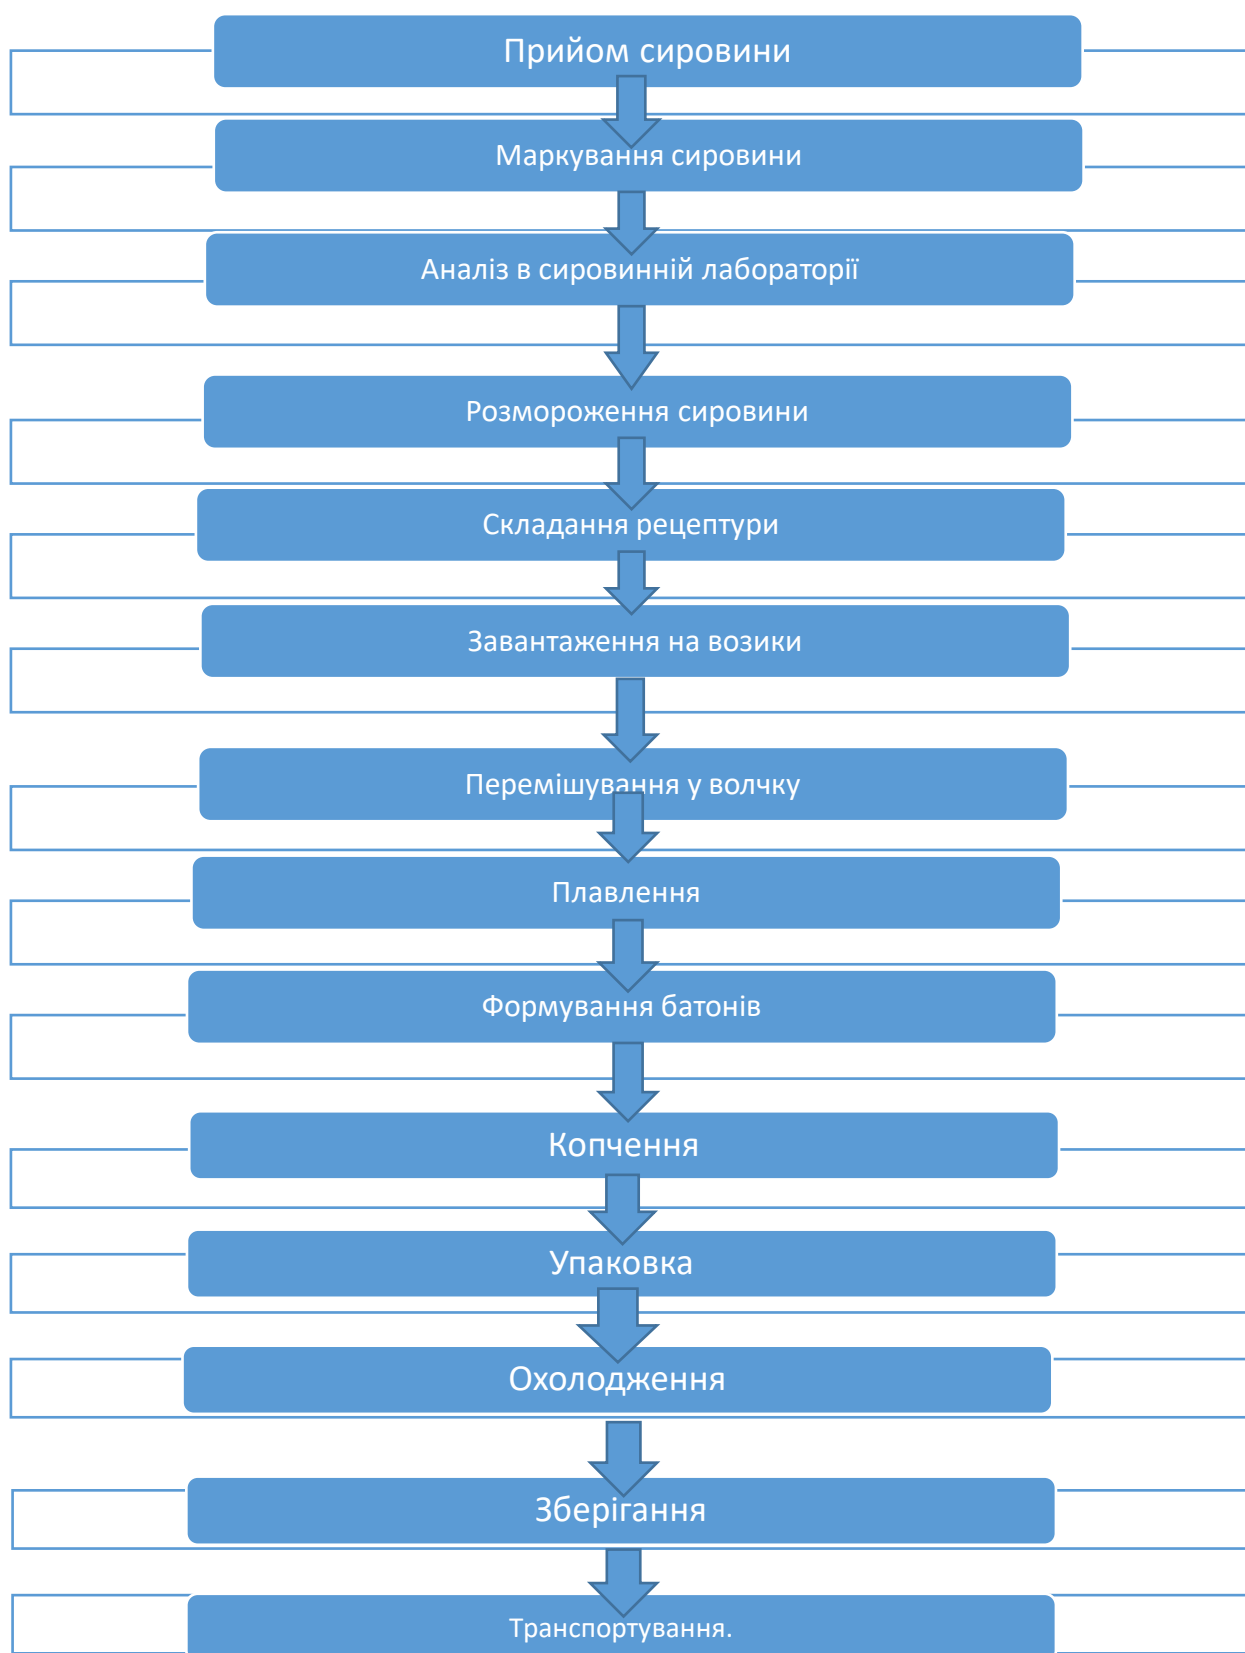 Прийом сировини
Маркування сировини
Аналіз в сировинній лабораторії
Розмороження сировини
Складання рецептури
Завантаження на возики
Перемішування у волчку
Плавлення
Формування батонів
Копчення
Упаковка
Охолодження
Зберігання
Транспортування.